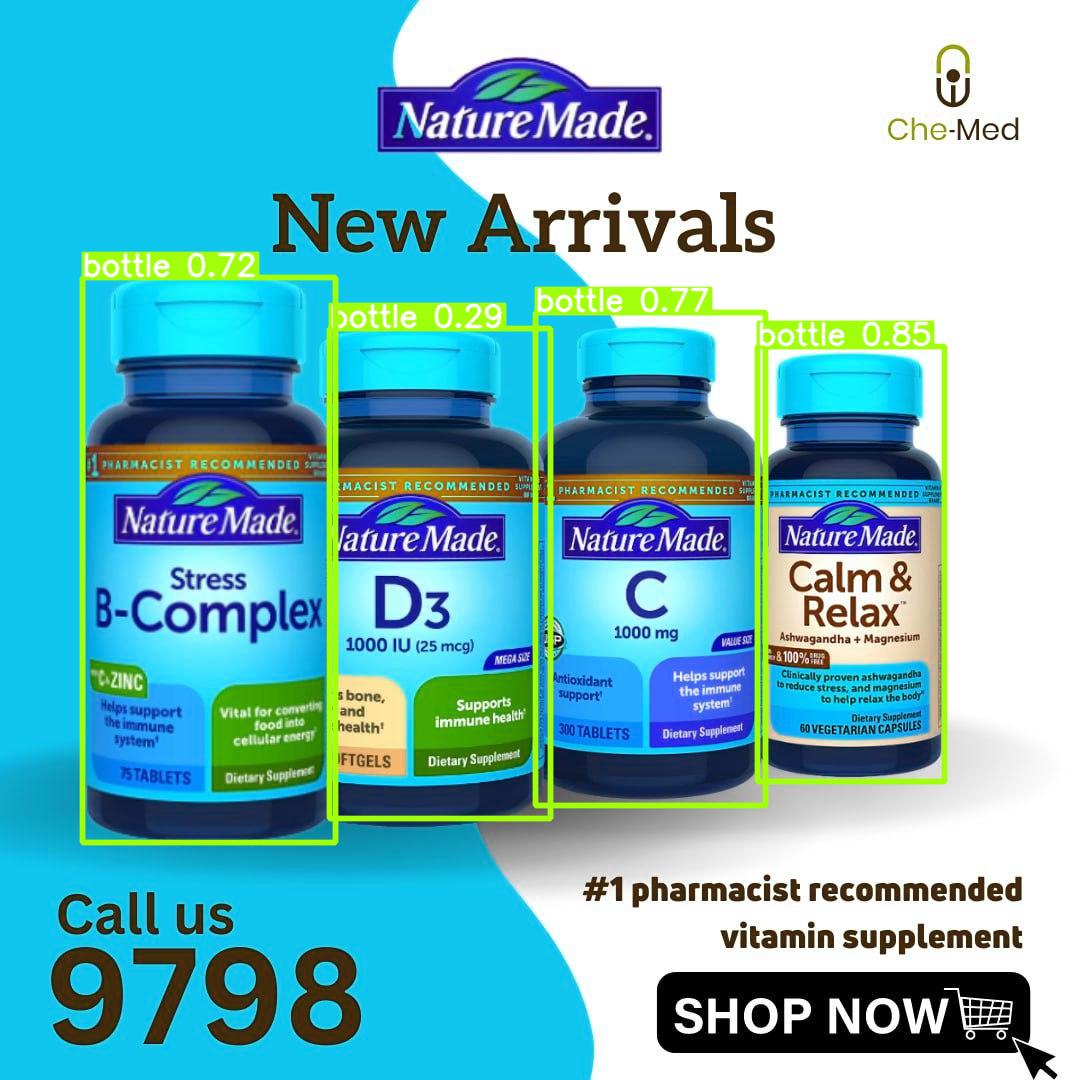 Nature Made.
Che-Med
New Arrivals
bottle 0.72
bottle 0.29
bottle 0.77
bottle 0.85
#1 PHARMACIST RECOMMENDED
Nature Made.
Stress
B-Complex
C+ZINC
Helps support
the immune
system†
Vital for converting
food into
cellular energy†
75 TABLETS
Dietary Supplement
RECOMMENDED
Nature Made.
D3
1000 IU (25 mcg)
MEGA SIZE
bone,
and
health†
Supports
immune health†
Dietary Supplement
PHARMACIST RECOMMENDED
Nature Made.
C
1000 mg
VALUE SIZE
Antioxidant
support†
Helps support
the immune
system†
300 TABLETS
Dietary Supplement
PHARMACIST RECOMMENDED
Nature Made.
Calm &
Relax™
Ashwagandha + Magnesium
& 100% DRUG FREE
Clinically proven ashwagandha
to reduce stress, and magnesium
to help relax the body†
Dietary Supplement
60 VEGETARIAN CAPSULES
Call us
9798
#1 pharmacist recommended
vitamin supplement
SHOP NOW